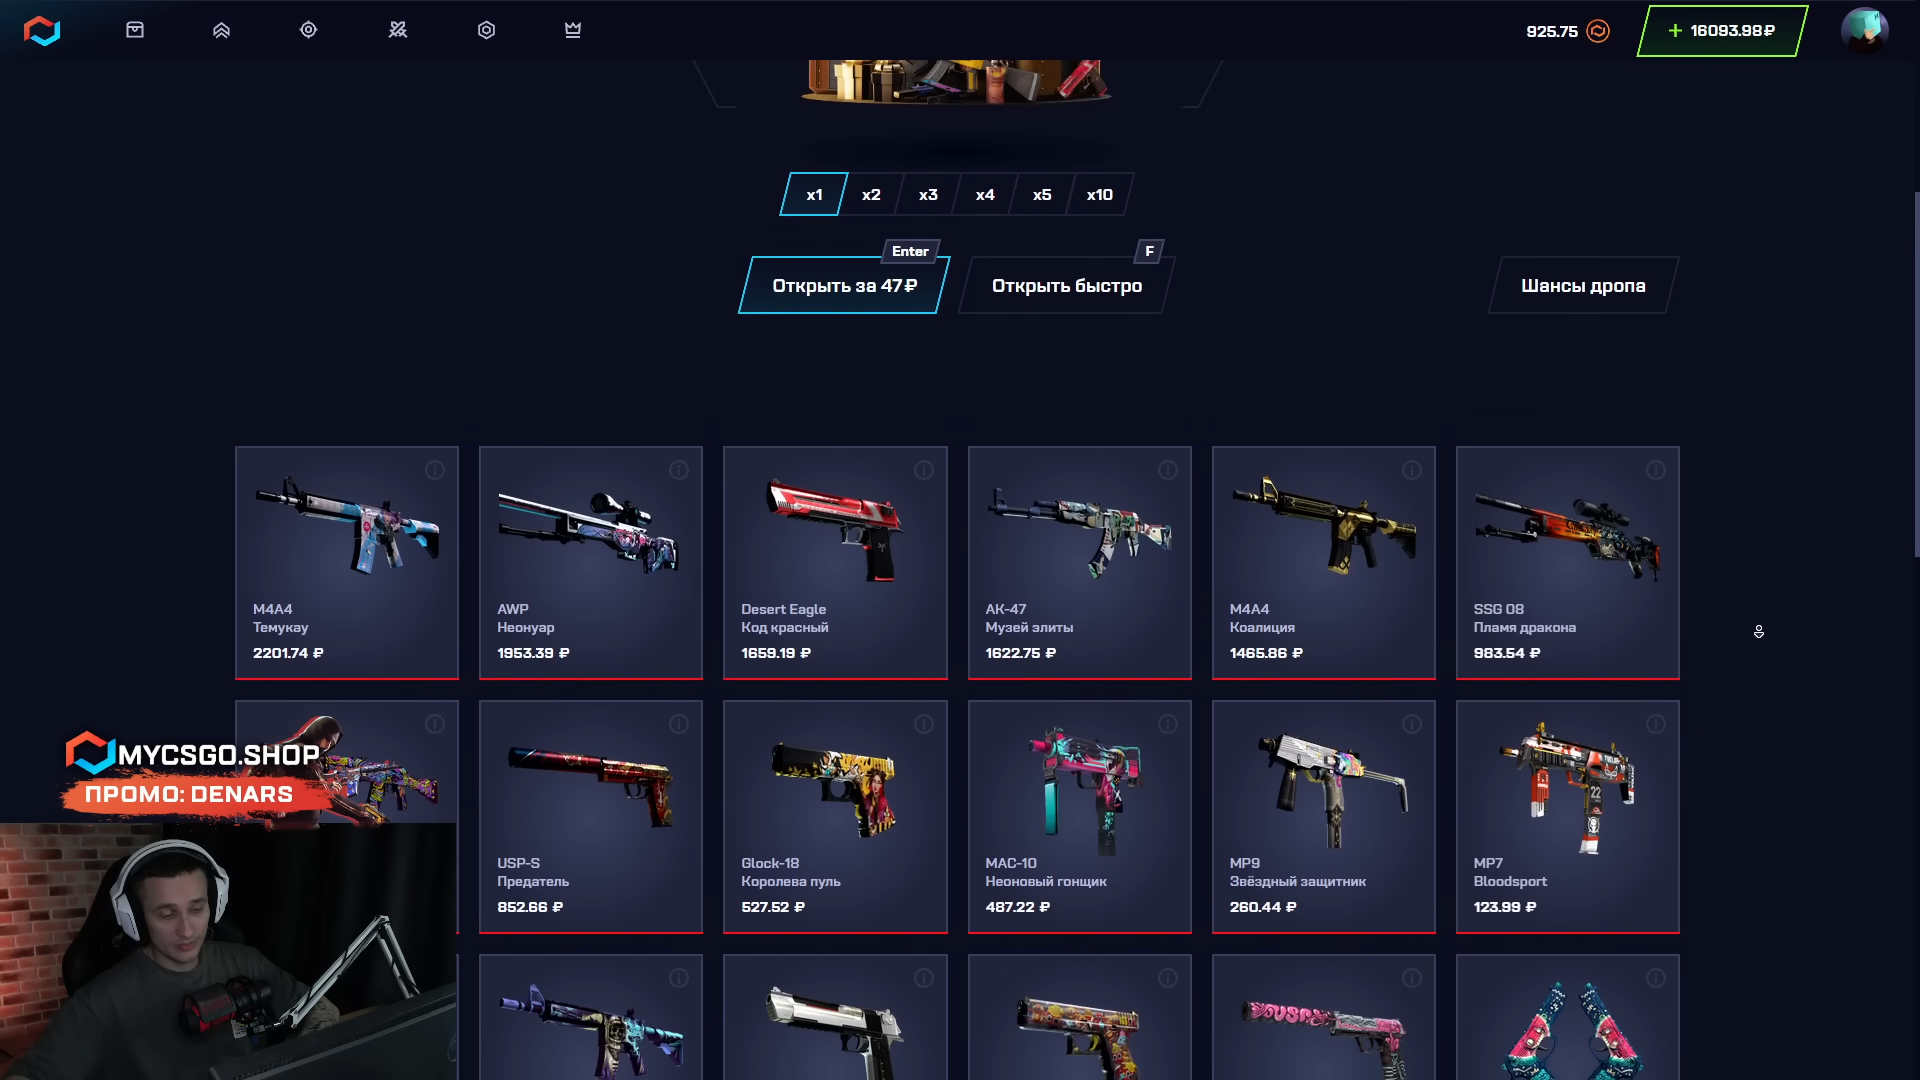 925.75
+ 16093.98₽
x1
x2
x3
x4
x5
x10
Enter
F
Открыть за 47₽
Открыть быстро
Шансы дропа
M4A4
Темукау
2201.74 ₽
AWP
Неонуар
1953.39 ₽
Desert Eagle
Код красный
1659.19 ₽
AK-47
Музей элиты
1622.75 ₽
M4A4
Коалиция
1465.86 ₽
SSG 08
Пламя дракона
983.54 ₽
MYCSGO.SHOP
ПРОМО: DENARS
USP-S
Предатель
852.66 ₽
Glock-18
Королева пуль
527.52 ₽
MAC-10
Неоновый гонщик
487.22 ₽
MP9
Звёздный защитник
260.44 ₽
22
MP7
Bloodsport
123.99 ₽